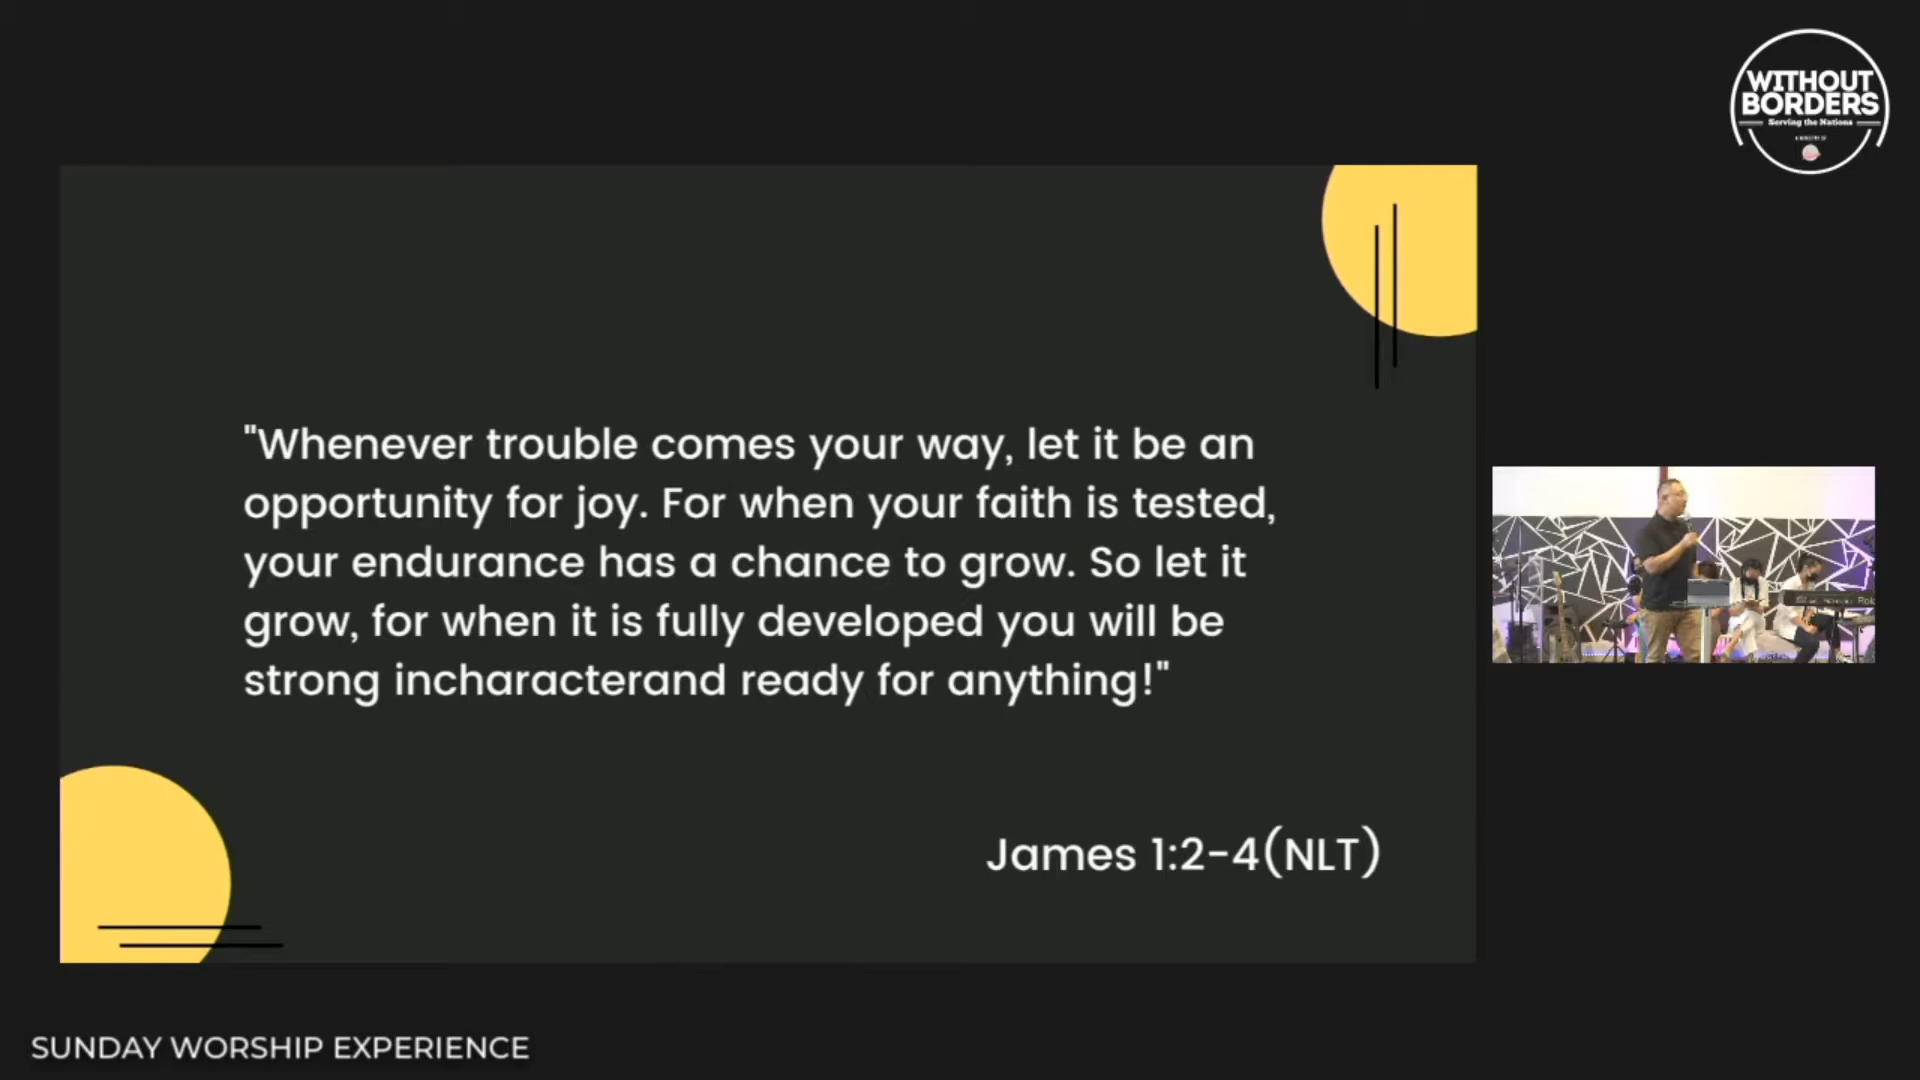 WITHOUT
BORDERS
Serving the Nations
A MINISTRY OF
"Whenever trouble comes your way, let it be an
opportunity for joy. For when your faith is tested,
your endurance has a chance to grow. So let it
grow, for when it is fully developed you will be
strong incharacterand ready for anything!"
James 1:2-4(NLT)
SUNDAY WORSHIP EXPERIENCE